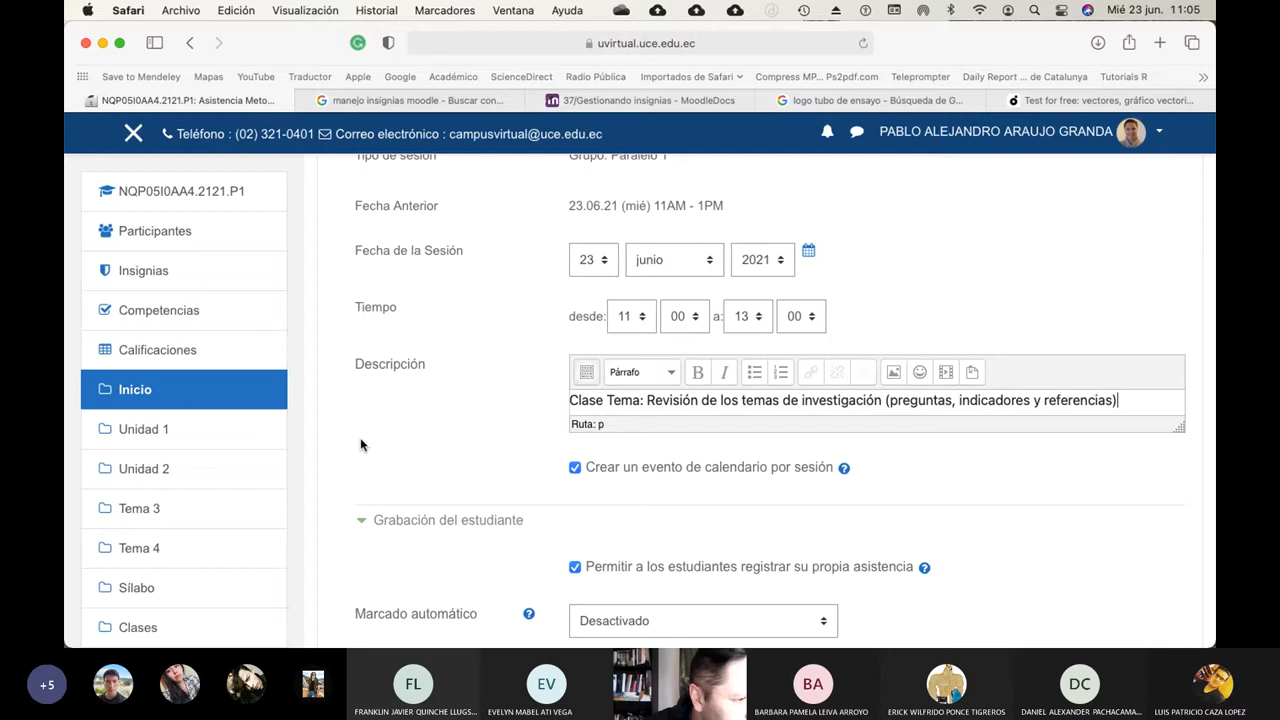 Safari Archivo Edición Visualización Historial Marcadores Ventana Ayuda Mié 23 jun. 11:05
uvirtual.uce.edu.ec
Save to Mendeley Mapas YouTube Traductor Apple Google Académico ScienceDirect Radio Pública Importados de Safari Compress MP... Ps2pdf.com Teleprompter Daily Report ... de Catalunya Tutorials R
NQP05I0AA4.2121.P1: Asistencia Meto... manejo insignias moodle - Buscar con... 37/Gestionando insignias - MoodleDocs logo tubo de ensayo - Búsqueda de G... Test for free: vectores, gráfico vectori...
Teléfono : (02) 321-0401 Correo electrónico : campusvirtual@uce.edu.ec PABLO ALEJANDRO ARAUJO GRANDA
Tipo de sesión Grupo: Paralelo 1
NQP05I0AA4.2121.P1
Participantes
Insignias
Competencias
Calificaciones
Inicio
Unidad 1
Unidad 2
Tema 3
Tema 4
Sílabo
Clases
Fecha Anterior 23.06.21 (mié) 11AM - 1PM
Fecha de la Sesión 23 junio 2021
Tiempo desde: 11 00 a: 13 00
Descripción Párrafo B I
Clase Tema: Revisión de los temas de investigación (preguntas, indicadores y referencias)
Ruta: p
Crear un evento de calendario por sesión
Grabación del estudiante
Permitir a los estudiantes registrar su propia asistencia
Marcado automático Desactivado
+5 FL EV BA DC
FRANKLIN JAVIER QUINCHE LLUGS... EVELYN MABEL ATI VEGA BARBARA PAMELA LEIVA ARROYO ERICK WILFRIDO PONCE TIGREROS DANIEL ALEXANDER PACHACAMA... LUIS PATRICIO CAZA LOPEZ